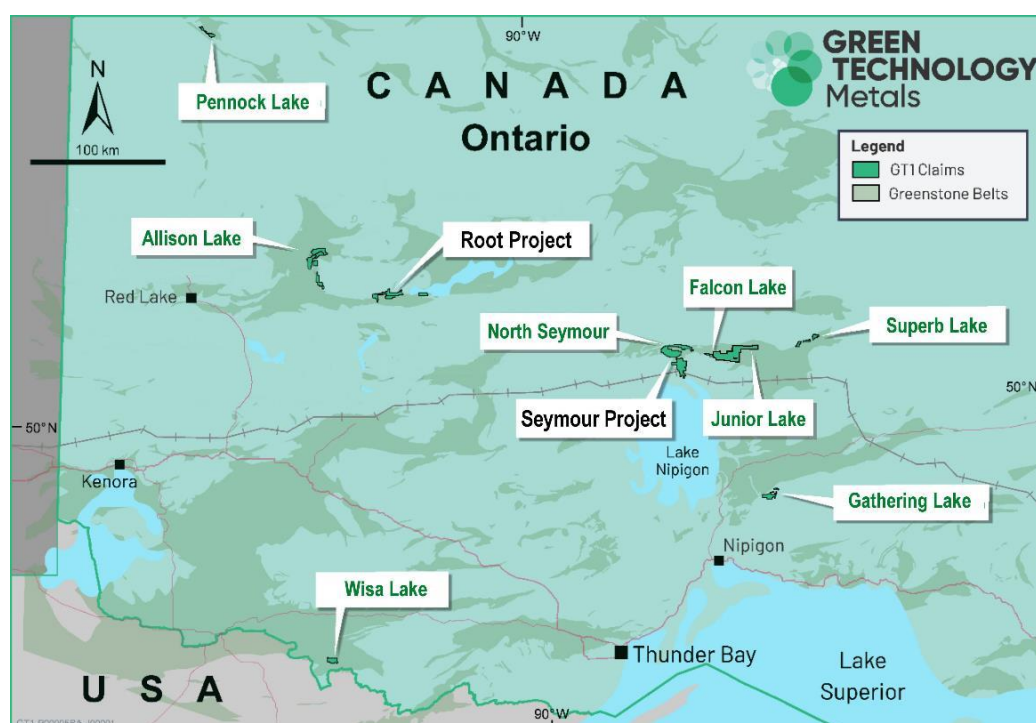 90°W
N
Pennock Lake
CANADA
Ontario
GREEN
TECHNOLOGY
Metals
100 km
Legend
GT1 Claims
Greenstone Belts
Allison Lake
Root Project
Red Lake
Falcon Lake
North Seymour
Superb Lake
50°N
Seymour Project
Junior Lake
50°N
Lake
Nipigon
Kenora
Gathering Lake
Nipigon
Wisa Lake
Thunder Bay
Lake
Superior
USA
90°W